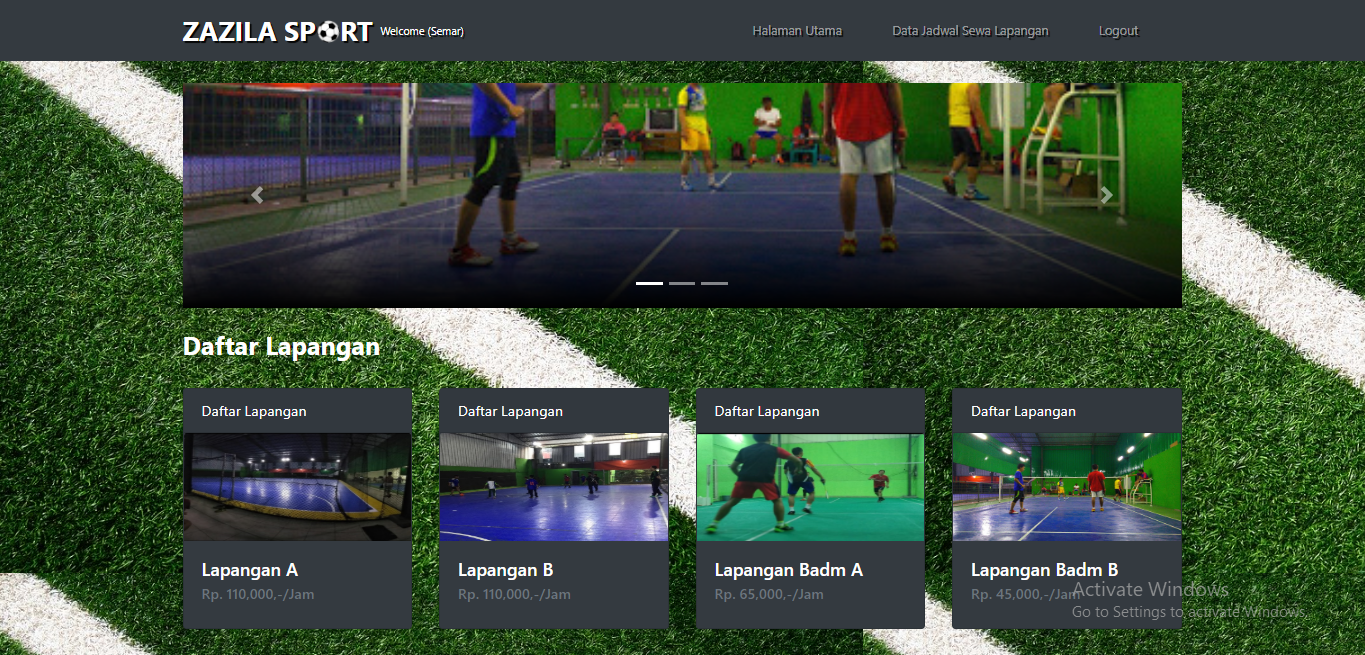 ZAZILA SPORT Welcome (Semar) Halaman Utama Data Jadwal Sewa Lapangan Logout
Daftar Lapangan
Daftar Lapangan Daftar Lapangan Daftar Lapangan Daftar Lapangan
Lapangan A Lapangan B Lapangan Badm A Lapangan Badm B
Rp. 110,000,-/Jam Rp. 110,000,-/Jam Rp. 65,000,-/Jam Rp. 45,000,-/Jam
Activate Windows
Go to Settings to activate Windows.